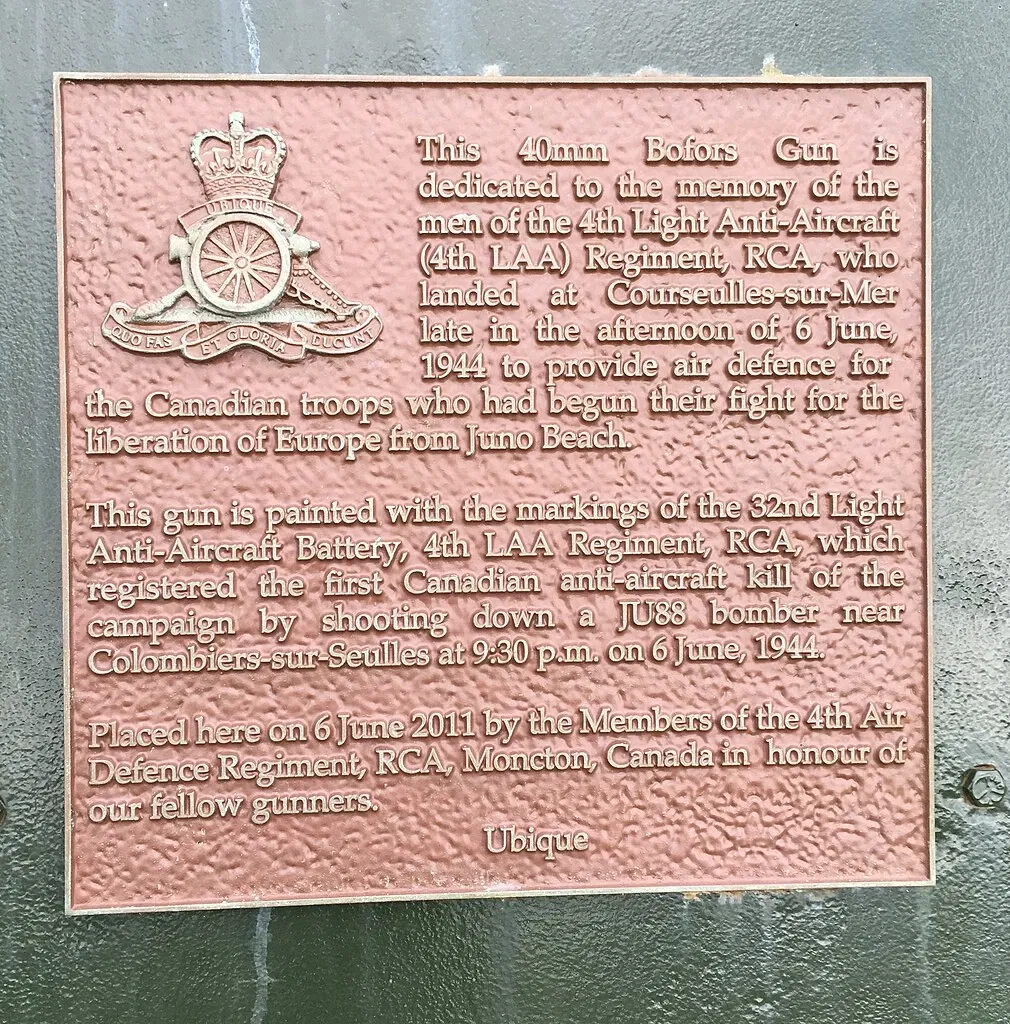 UBIQUE
QUO FAS ET GLORIA DUCUNT
This 40mm Bofors Gun is
dedicated to the memory of the
men of the 4th Light Anti-Aircraft
(4th LAA) Regiment, RCA, who
landed at Courseulles-sur-Mer
late in the afternoon of 6 June,
1944 to provide air defence for
the Canadian troops who had begun their fight for the
liberation of Europe from Juno Beach.
This gun is painted with the markings of the 32nd Light
Anti-Aircraft Battery, 4th LAA Regiment, RCA, which
registered the first Canadian anti-aircraft kill of the
campaign by shooting down a JU88 bomber near
Colombiers-sur-Seulles at 9:30 p.m. on 6 June, 1944.
Placed here on 6 June 2011 by the Members of the 4th Air
Defence Regiment, RCA, Moncton, Canada in honour of
our fellow gunners.
Ubique